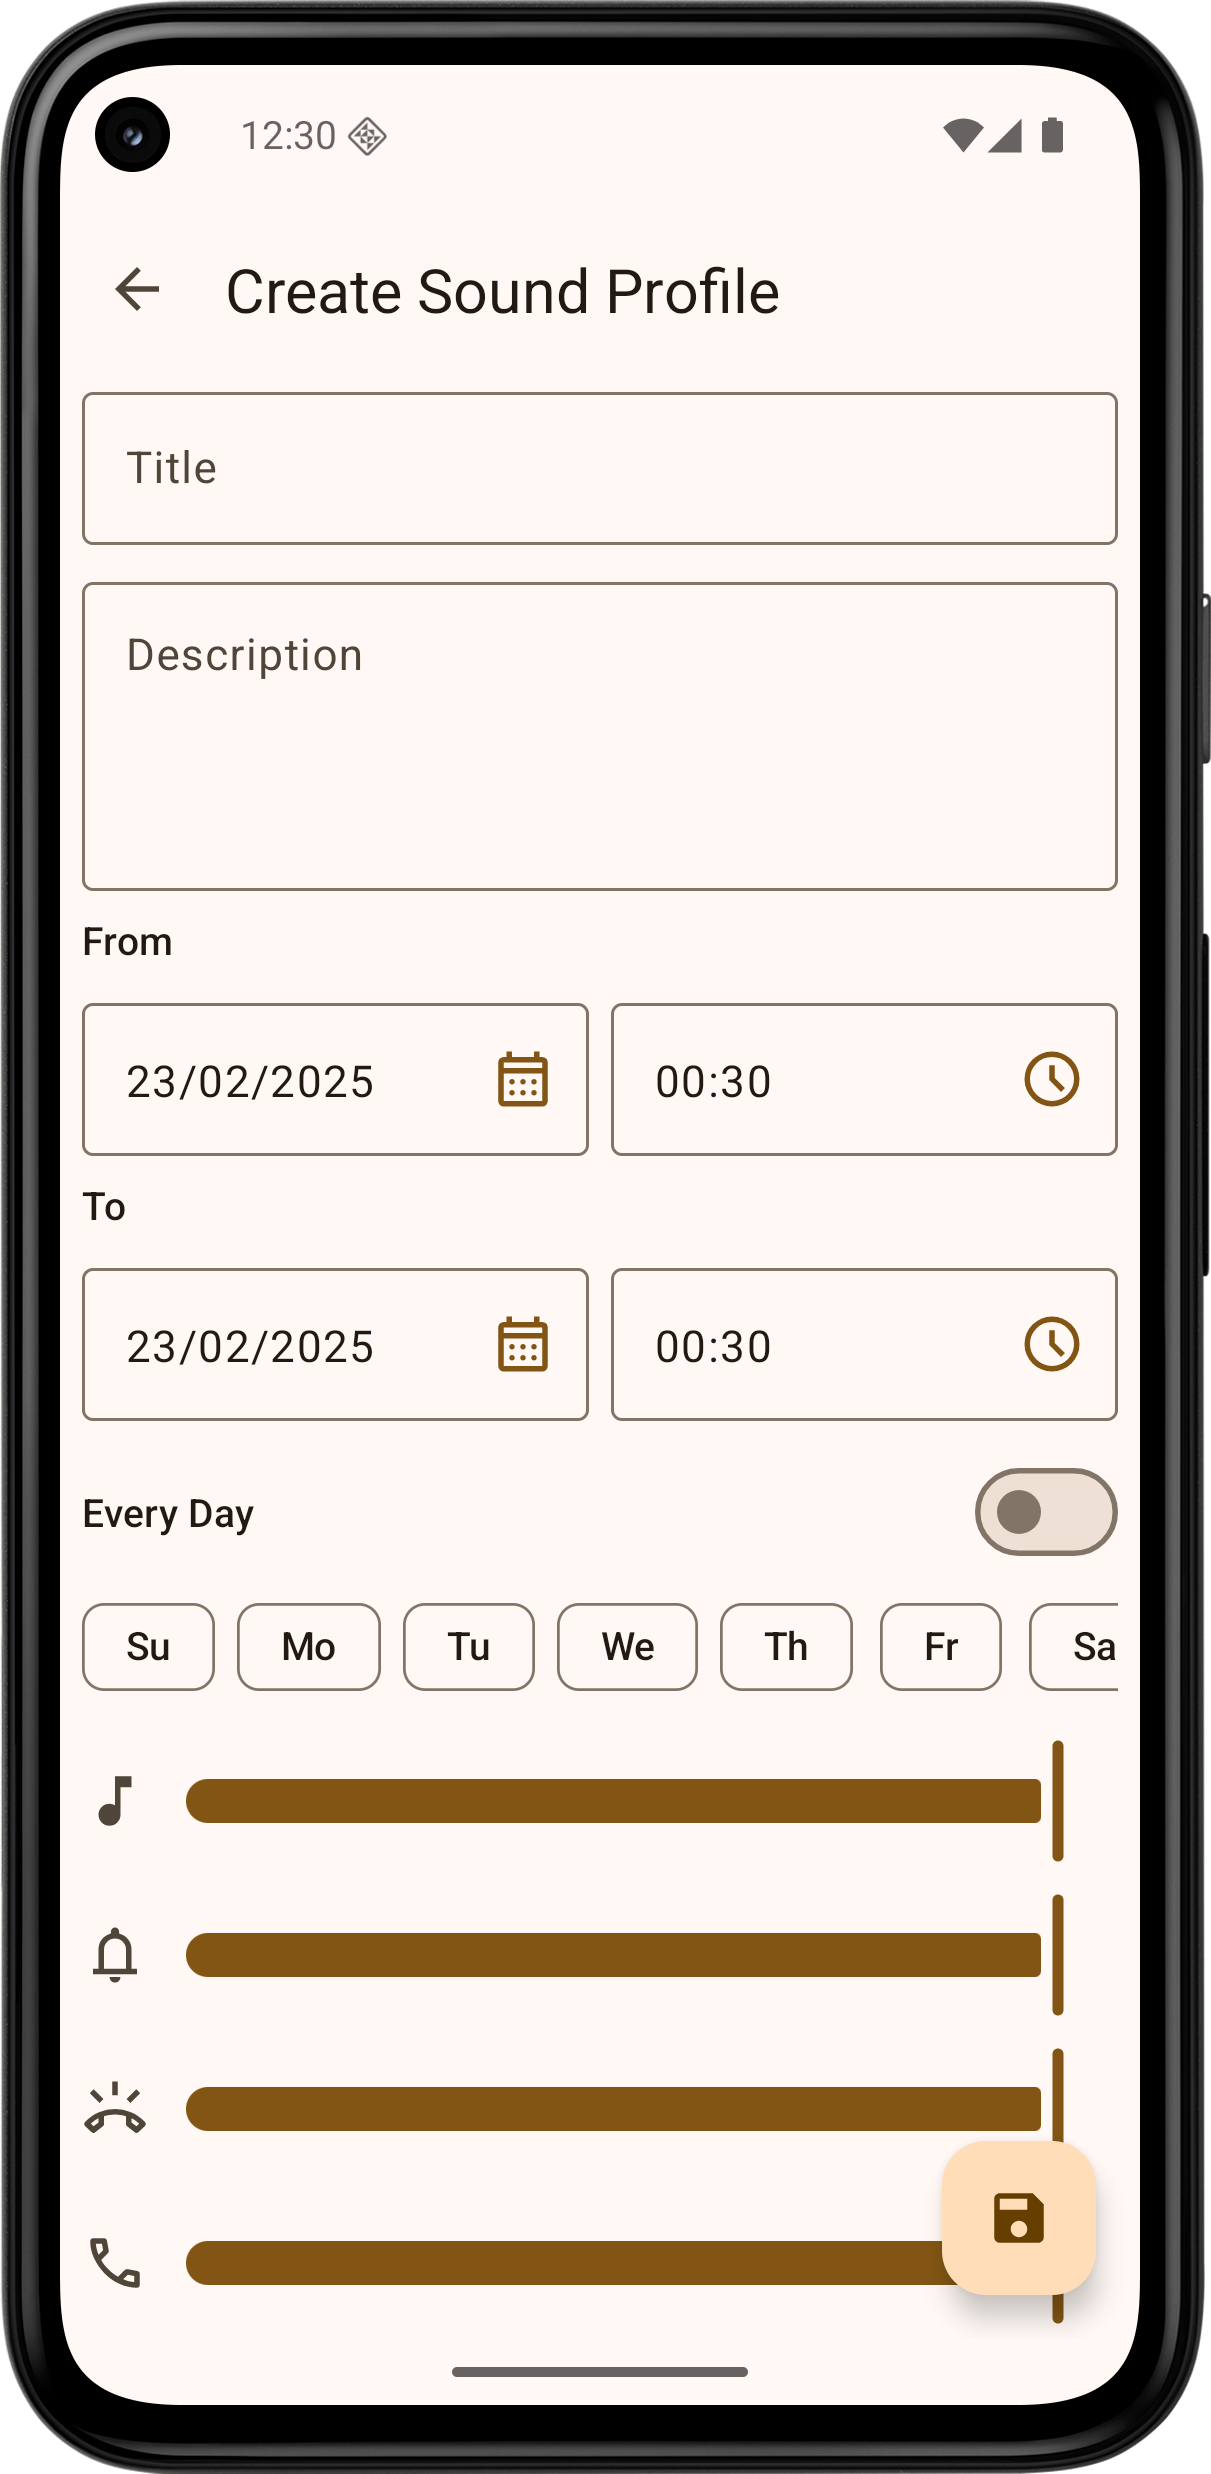 12:30
Create Sound Profile
Title
Description
From
23/02/2025 00:30
To
23/02/2025 00:30
Every Day
Su Mo Tu We Th Fr Sa